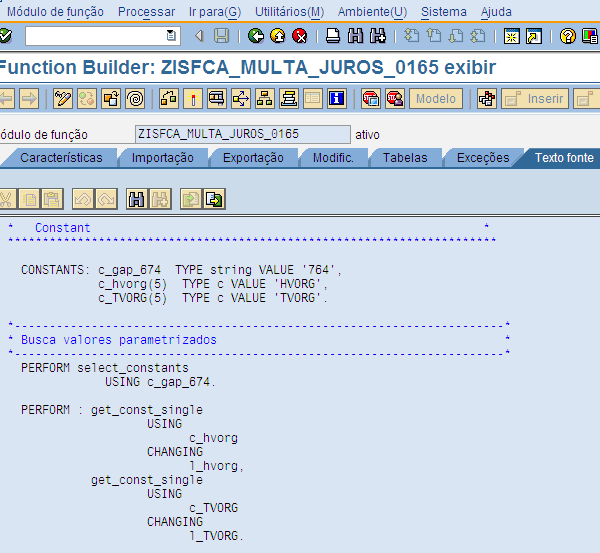 Módulo de função Processar Ir para(G) Utilitários(M) Ambiente(U) Sistema Ajuda
Function Builder: ZISFCA_MULTA_JUROS_0165 exibir
Modelo Inserir
ódulo de função ZISFCA_MULTA_JUROS_0165 ativo
Características Importação Exportação Modific. Tabelas Exceções Texto fonte
* Constant *
**********************************************************************
CONSTANTS: c_gap_674 TYPE string VALUE '764',
c_hvorg(5) TYPE c VALUE 'HVORG',
c_TVORG(5) TYPE c VALUE 'TVORG'.
*----------------------------------------------------------------------*
* Busca valores parametrizados *
*----------------------------------------------------------------------*
PERFORM select_constants
USING c_gap_674.
PERFORM : get_const_single
USING
c_hvorg
CHANGING
l_hvorg,
get_const_single
USING
c_TVORG
CHANGING
l_TVORG.